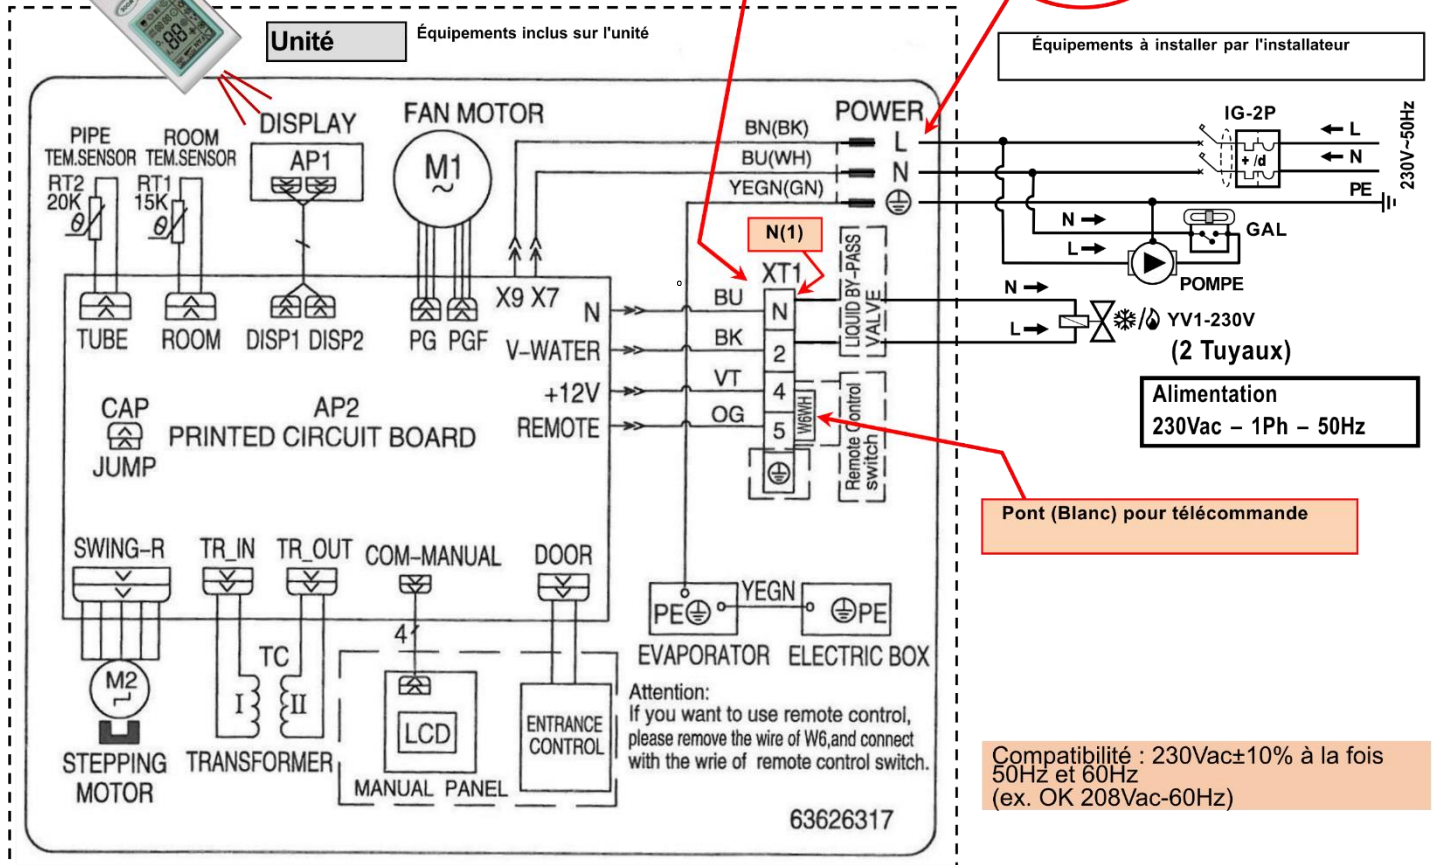 Unité
Équipements inclus sur l'unité
Équipements à installer par l'installateur
PIPE
TEM.SENSOR
RT2
20K
θ
ROOM
TEM.SENSOR
RT1
15K
θ
DISPLAY
AP1
FAN MOTOR
M1
~
POWER
BN(BK)
L
BU(WH)
N
YEGN(GN)
IG-2P
+ /d
L
N
PE
230V~50Hz
N
L
GAL
POMPE
N
L
YV1-230V
(2 Tuyaux)
Alimentation
230Vac – 1Ph – 50Hz
N(1)
XT1
X9 X7
N
BU
N
V-WATER
BK
2
+12V
VT
4
REMOTE
OG
5
W6WH
LIQUID BY-PASS
VALVE
Remote Control
switch
TUBE
ROOM
DISP1 DISP2
PG PGF
CAP
JUMP
AP2
PRINTED CIRCUIT BOARD
Pont (Blanc) pour télécommande
SWING-R
TR_IN
TR_OUT
COM-MANUAL
DOOR
4
M2
STEPPING
MOTOR
TC
I
II
TRANSFORMER
LCD
MANUAL PANEL
ENTRANCE
CONTROL
PE
YEGN
PE
EVAPORATOR
ELECTRIC BOX
Attention:
If you want to use remote control,
please remove the wire of W6,and connect
with the wrie of remote control switch.
63626317
Compatibilité : 230Vac±10% à la fois
50Hz et 60Hz
(ex. OK 208Vac-60Hz)